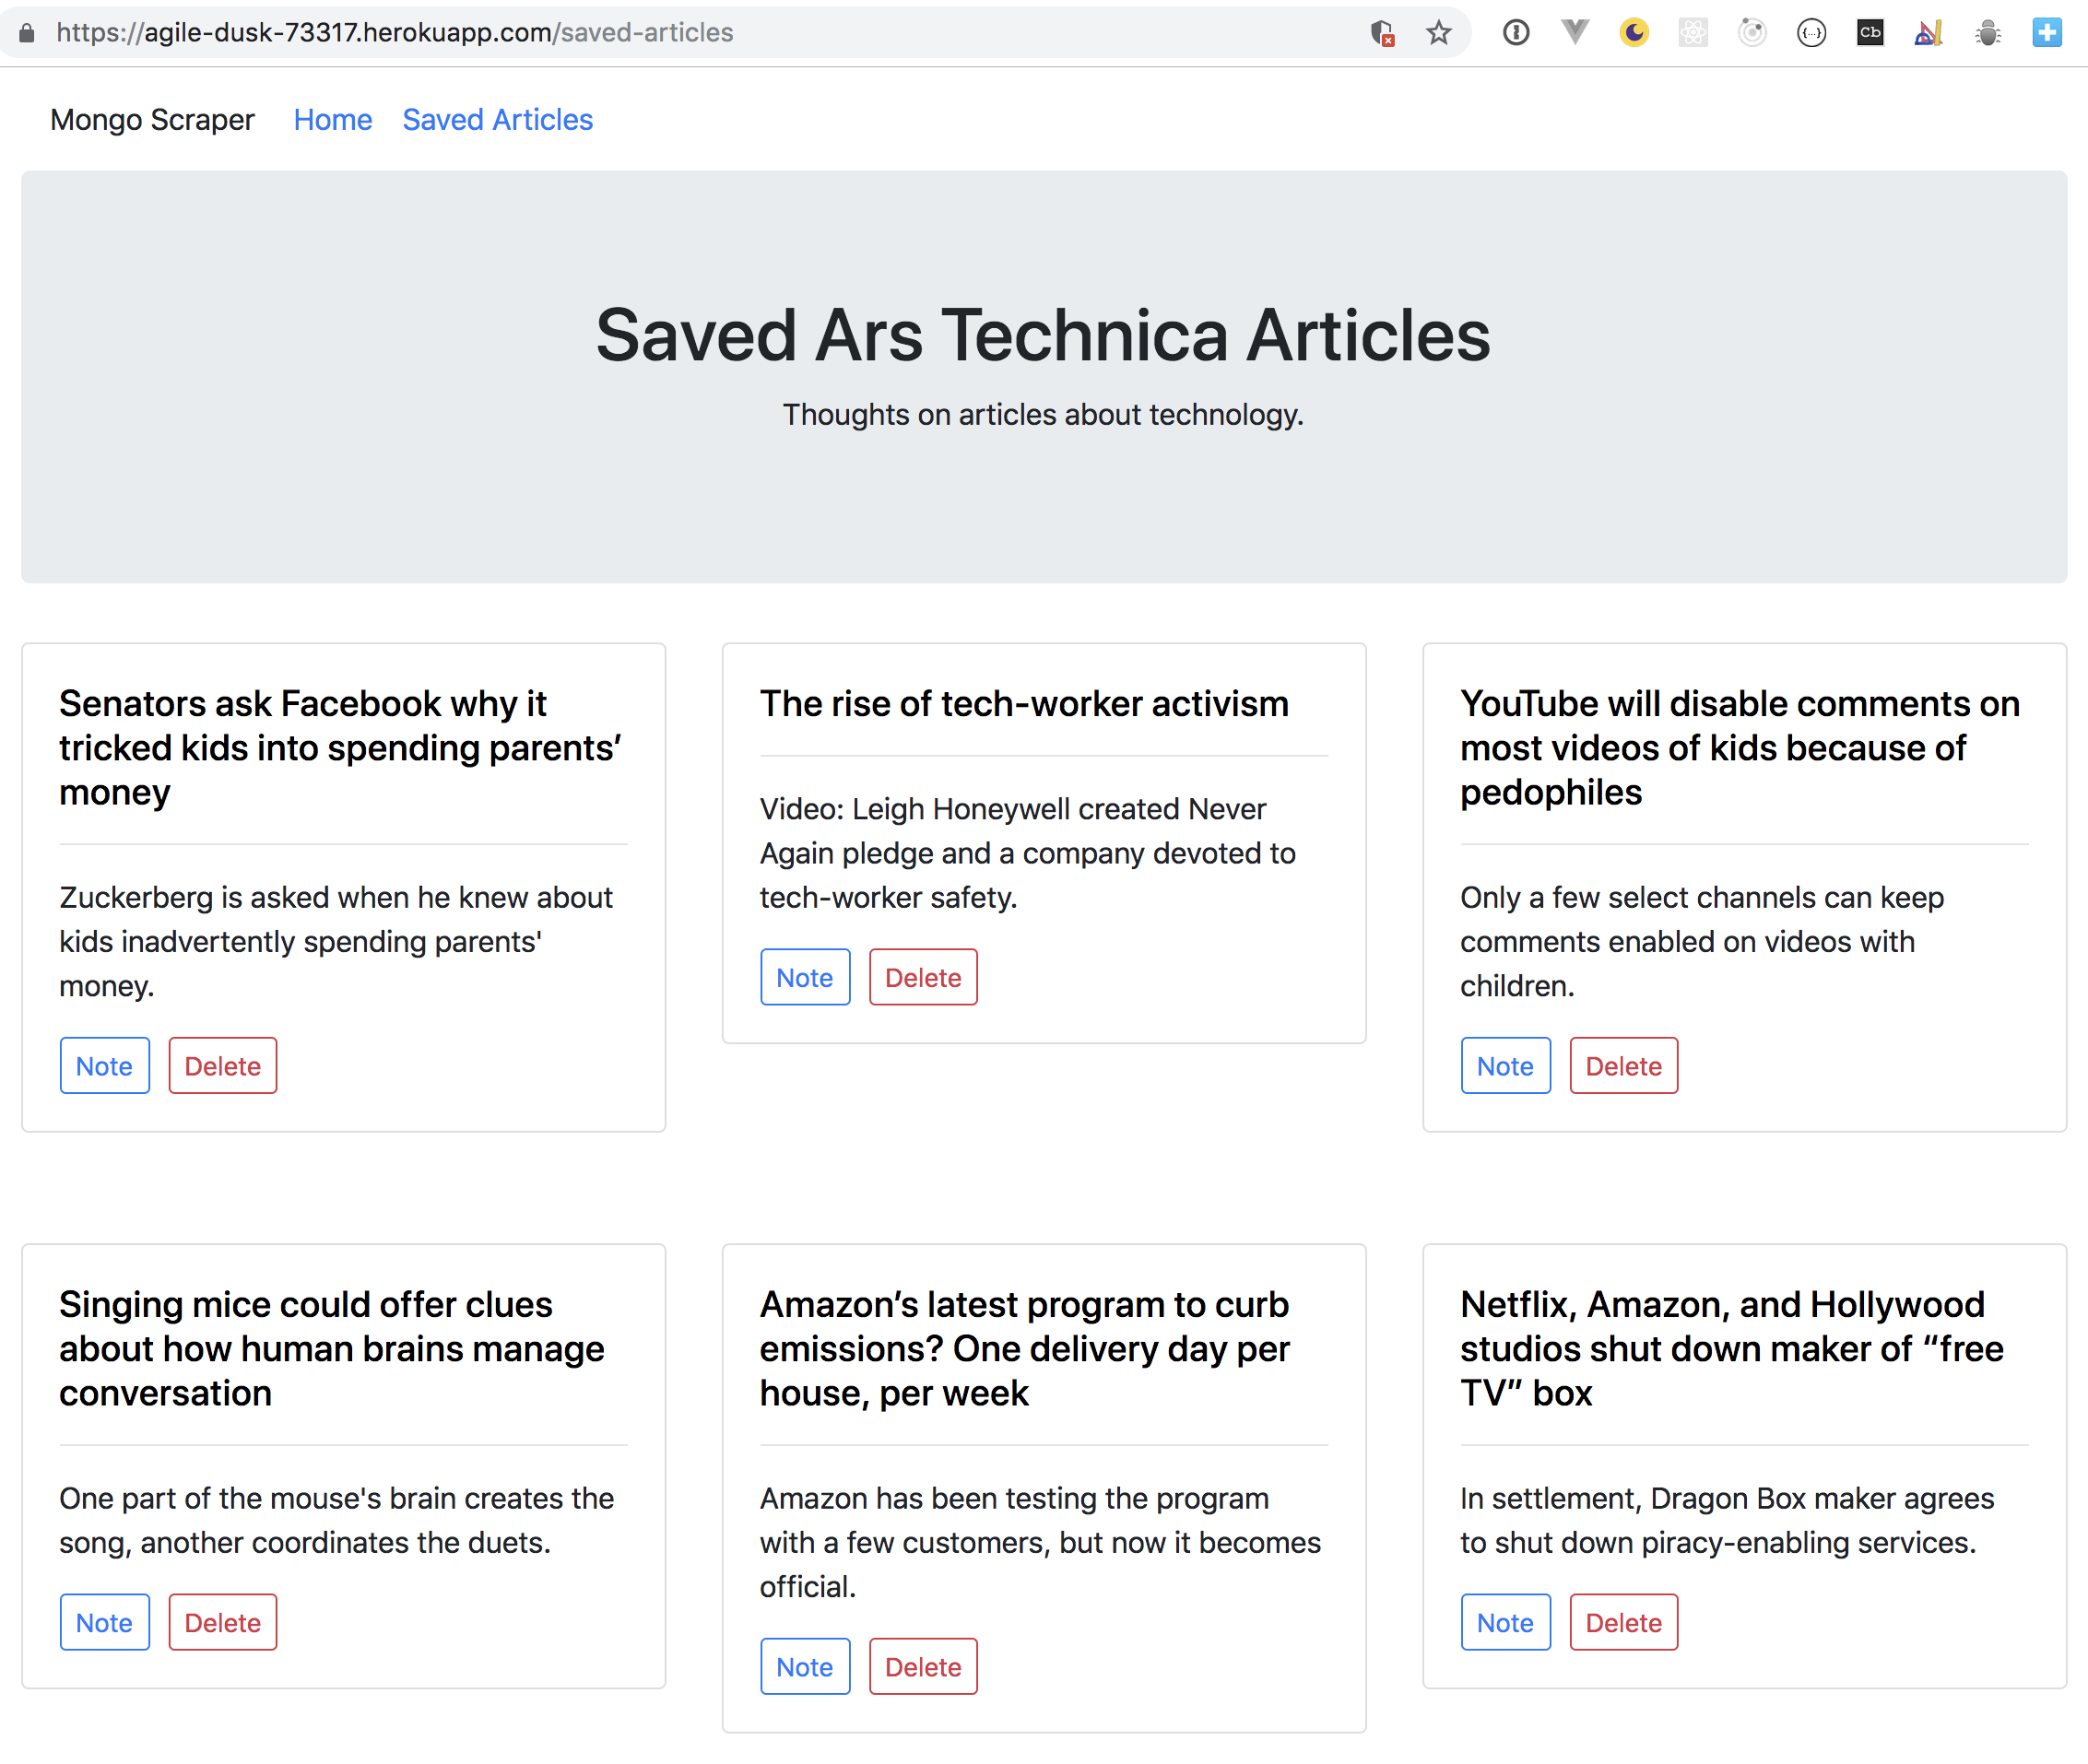 https://agile-dusk-73317.herokuapp.com/saved-articles
{...}
Cb
Mongo Scraper Home Saved Articles
Saved Ars Technica Articles
Thoughts on articles about technology.
Senators ask Facebook why it
tricked kids into spending parents’
money
Zuckerberg is asked when he knew about
kids inadvertently spending parents'
money.
Note Delete
The rise of tech-worker activism
Video: Leigh Honeywell created Never
Again pledge and a company devoted to
tech-worker safety.
Note Delete
YouTube will disable comments on
most videos of kids because of
pedophiles
Only a few select channels can keep
comments enabled on videos with
children.
Note Delete
Singing mice could offer clues
about how human brains manage
conversation
One part of the mouse's brain creates the
song, another coordinates the duets.
Note Delete
Amazon’s latest program to curb
emissions? One delivery day per
house, per week
Amazon has been testing the program
with a few customers, but now it becomes
official.
Note Delete
Netflix, Amazon, and Hollywood
studios shut down maker of “free
TV” box
In settlement, Dragon Box maker agrees
to shut down piracy-enabling services.
Note Delete